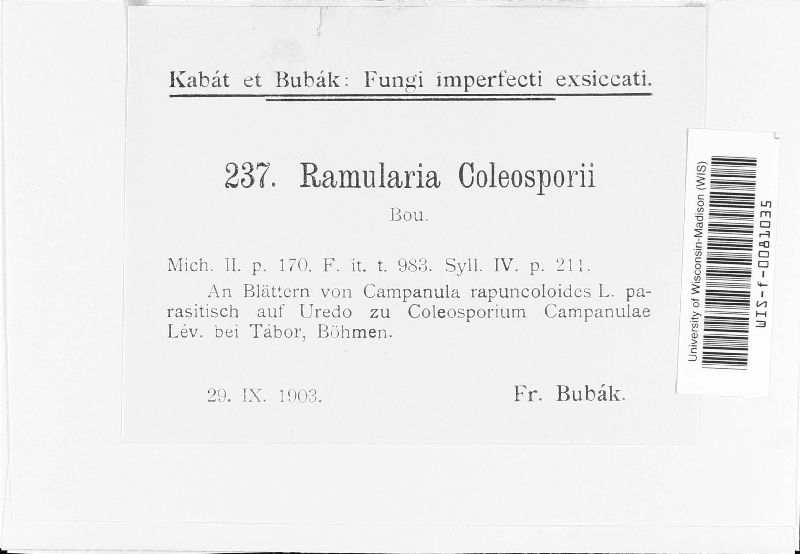 Kabát et Bubák: Fungi imperfecti exsiccati.
237. Ramularia Coleosporii
Bou.
Mich. II. p. 170. F. it. t. 983. Syll. IV. p. 211.
An Blättern von Campanula rapuncoloides L. pa-
rasitisch auf Uredo zu Coleosporium Campanulae
Lév. bei Tábor, Böhmen.
29. IX. 1903. Fr. Bubák.
University of Wisconsin-Madison (WIS)
WIS-f-0081035